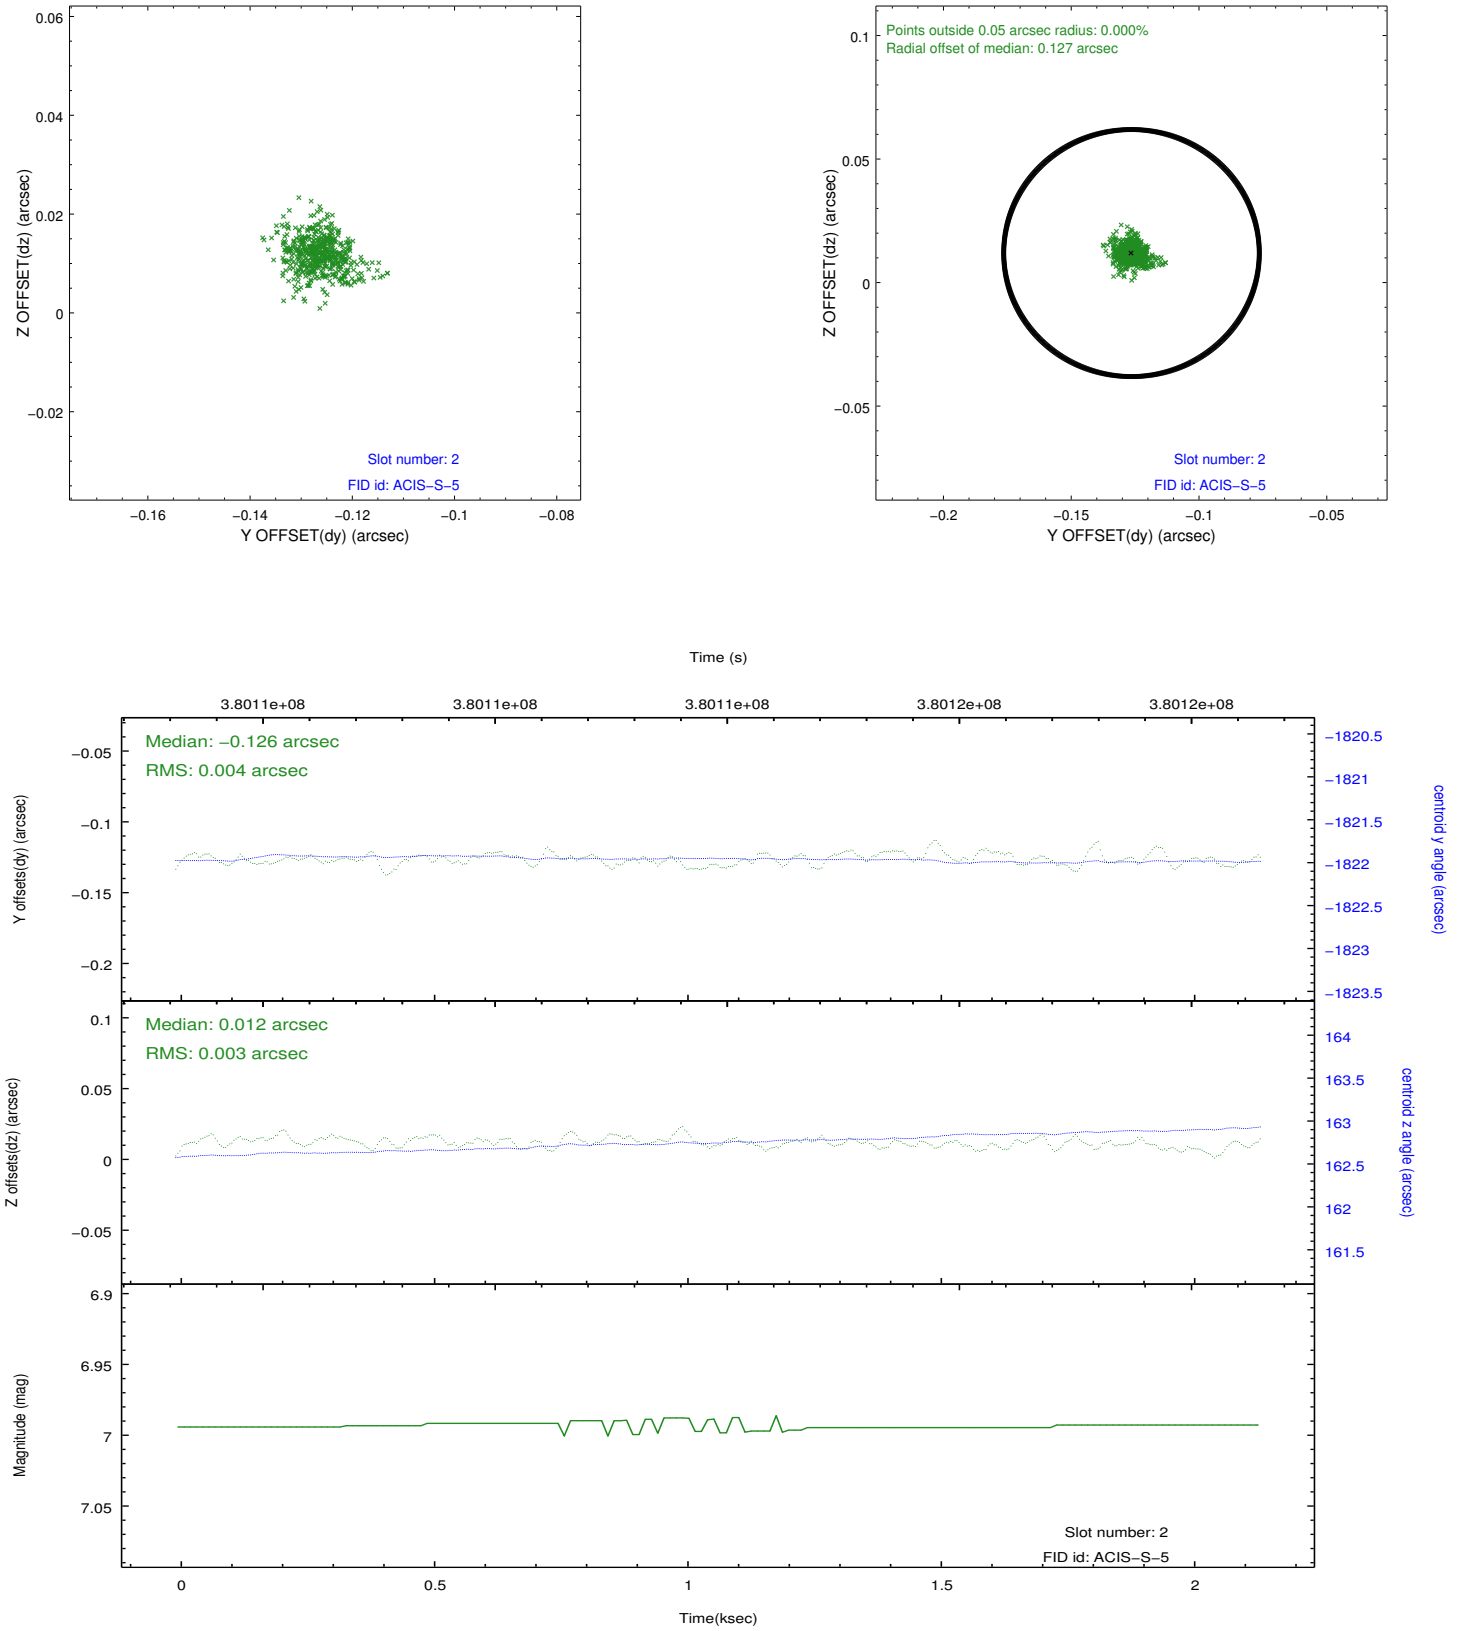 0.06
0.04
0.02
0
−0.02
Z OFFSET(dz) (arcsec)
Slot number: 2
FID id: ACIS−S−5
−0.16 −0.14 −0.12 −0.1 −0.08
Y OFFSET(dy) (arcsec)
Points outside 0.05 arcsec radius: 0.000%
Radial offset of median: 0.127 arcsec
0.1
0.05
0
−0.05
Z OFFSET(dz) (arcsec)
Slot number: 2
FID id: ACIS−S−5
−0.2 −0.15 −0.1 −0.05
Y OFFSET(dy) (arcsec)
Time (s)
3.8011e+08 3.8011e+08 3.8011e+08 3.8012e+08 3.8012e+08
Median: −0.126 arcsec
RMS: 0.004 arcsec
−0.05
−0.1
−0.15
−0.2
Y offsets(dy) (arcsec)
−1820.5
−1821
−1821.5
−1822
−1822.5
−1823
−1823.5
centroid y angle (arcsec)
Median: 0.012 arcsec
RMS: 0.003 arcsec
0.1
0.05
0
−0.05
Z offsets(dz) (arcsec)
164
163.5
163
162.5
162
161.5
centroid z angle (arcsec)
6.9
6.95
7
7.05
Magnitude (mag)
Slot number: 2
FID id: ACIS−S−5
0 0.5 1 1.5 2
Time(ksec)